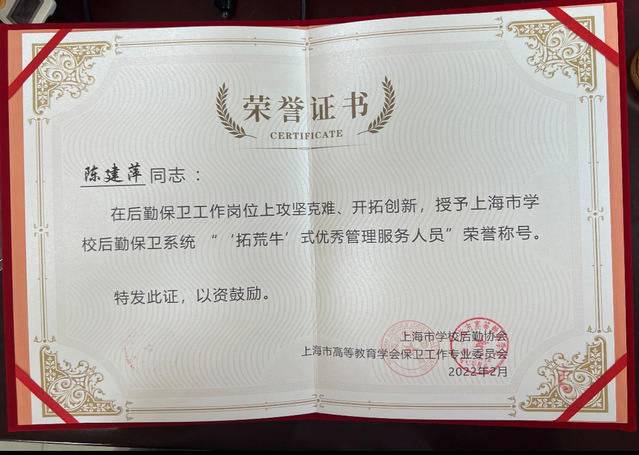 荣誉证书
CERTIFICATE
陈建萍同志：
在后勤保卫工作岗位上攻坚克难、开拓创新，授予上海市学
校后勤保卫系统“‘拓荒牛’式优秀管理服务人员”荣誉称号。
特发此证，以资鼓励。
上海市学校后勤协会
上海市高等教育学会保卫工作专业委员会
2022年2月